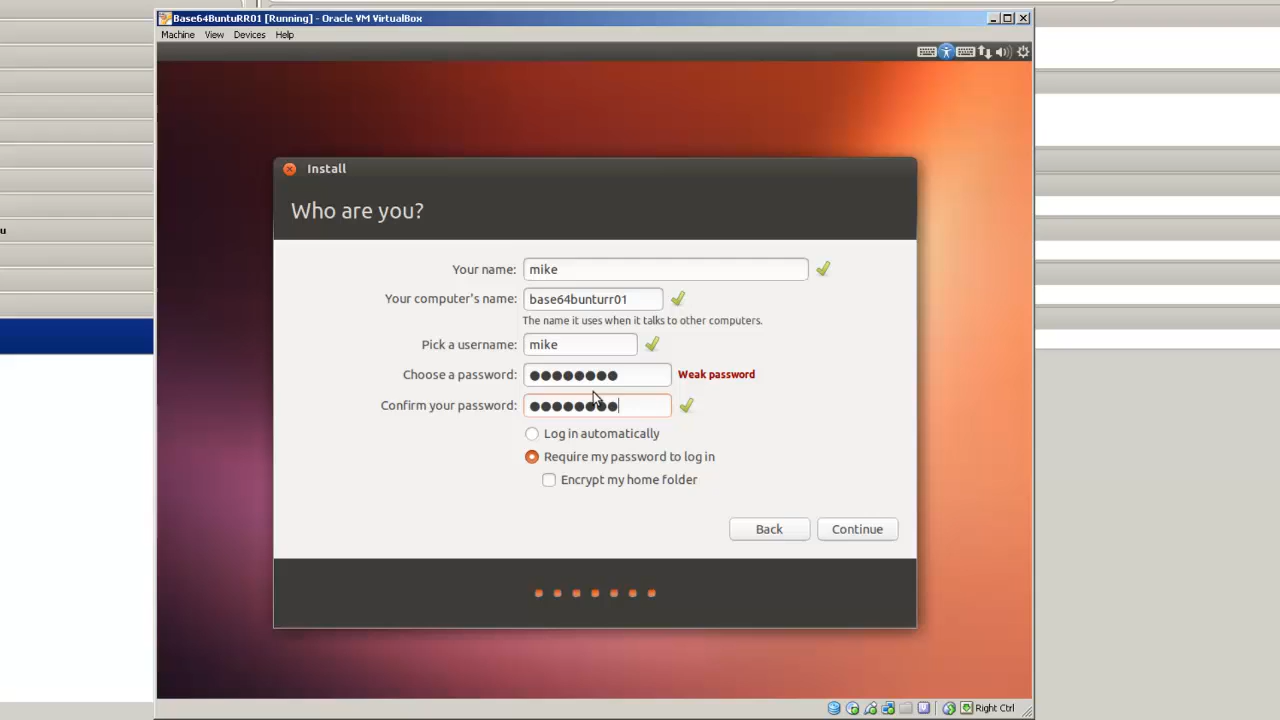 Base64BuntuRR01 [Running] - Oracle VM VirtualBox
Machine View Devices Help
Install
Who are you?
Your name: mike
Your computer's name: base64bunturr01
The name it uses when it talks to other computers.
Pick a username: mike
Choose a password: ●●●●●●●● Weak password
Confirm your password: ●●●●●●●●
Log in automatically
Require my password to log in
Encrypt my home folder
Back Continue
Right Ctrl
u